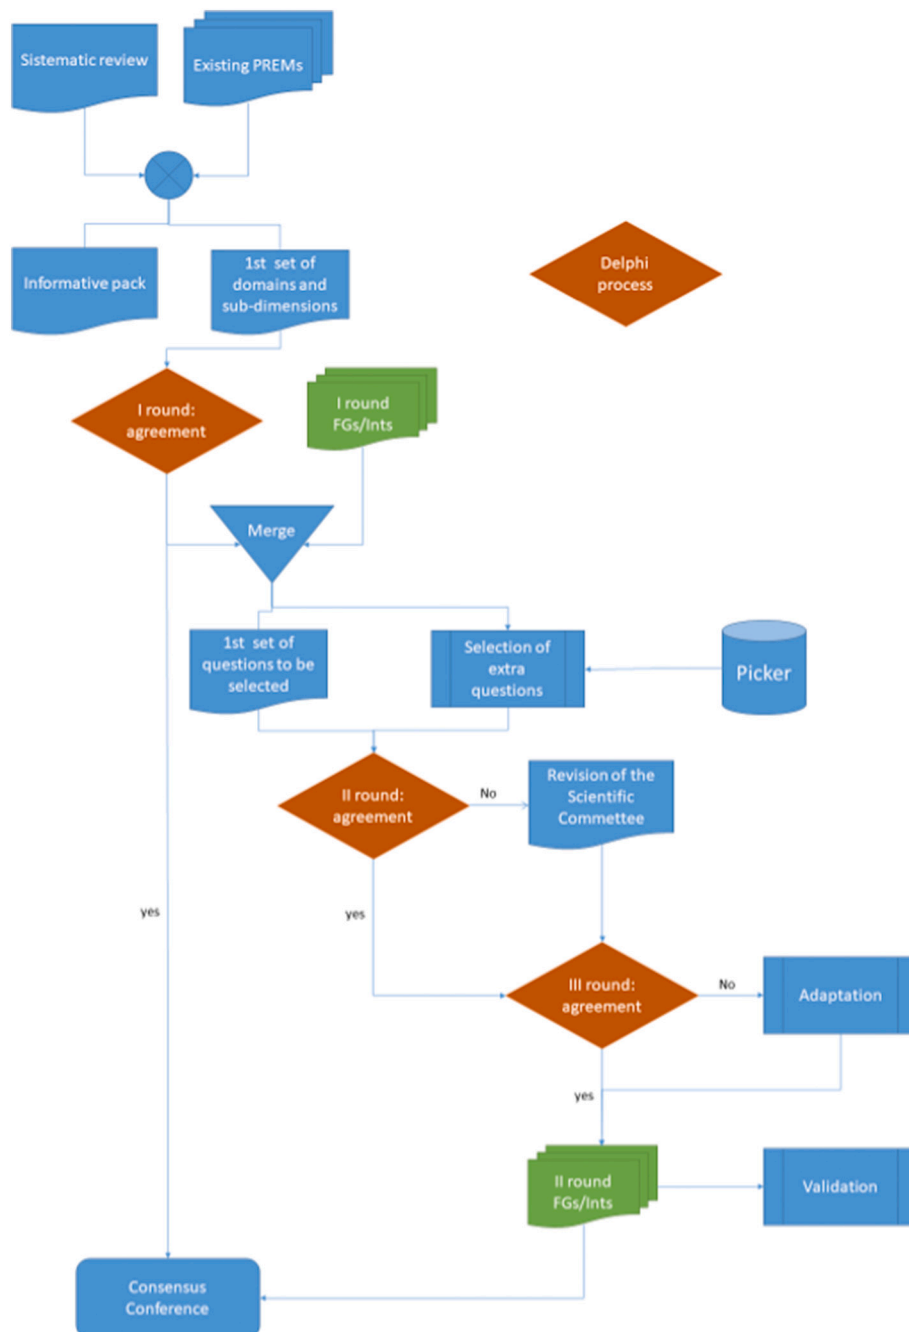 Sistematic review
Existing PREMs
Informative pack
1st set of
domains and
sub-dimensions
Delphi
process
I round:
agreement
I round
FGs/Ints
Merge
1st set of
questions to be
selected
Selection of
extra
questions
Picker
II round:
agreement
No
Revision of the
Scientific
Commettee
yes
yes
III round:
agreement
No
Adaptation
yes
II round
FGs/Ints
Validation
Consensus
Conference